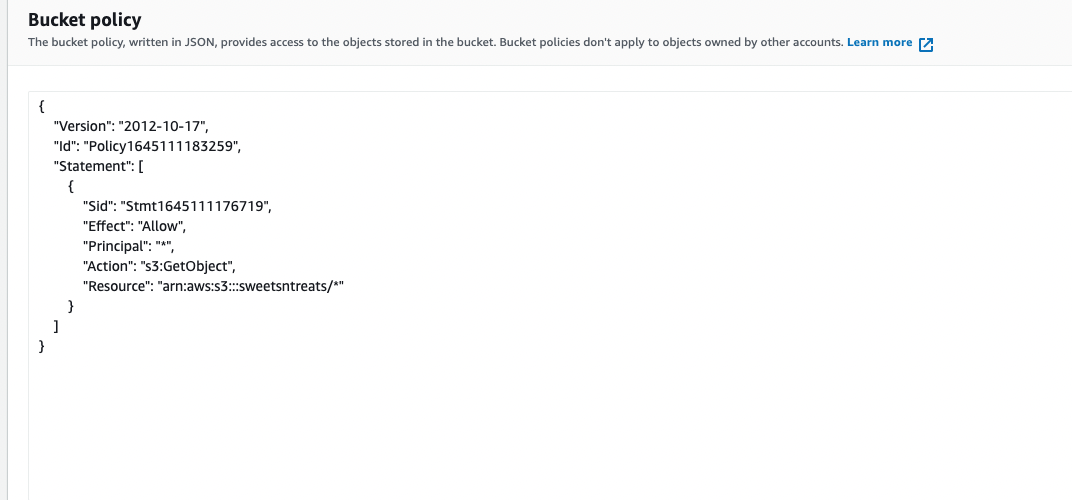 Bucket policy
The bucket policy, written in JSON, provides access to the objects stored in the bucket. Bucket policies don't apply to objects owned by other accounts. Learn more
{
"Version": "2012-10-17",
"Id": "Policy1645111183259",
"Statement": [
{
"Sid": "Stmt1645111176719",
"Effect": "Allow",
"Principal": "*",
"Action": "s3:GetObject",
"Resource": "arn:aws:s3:::sweetsntreats/*"
}
]
}